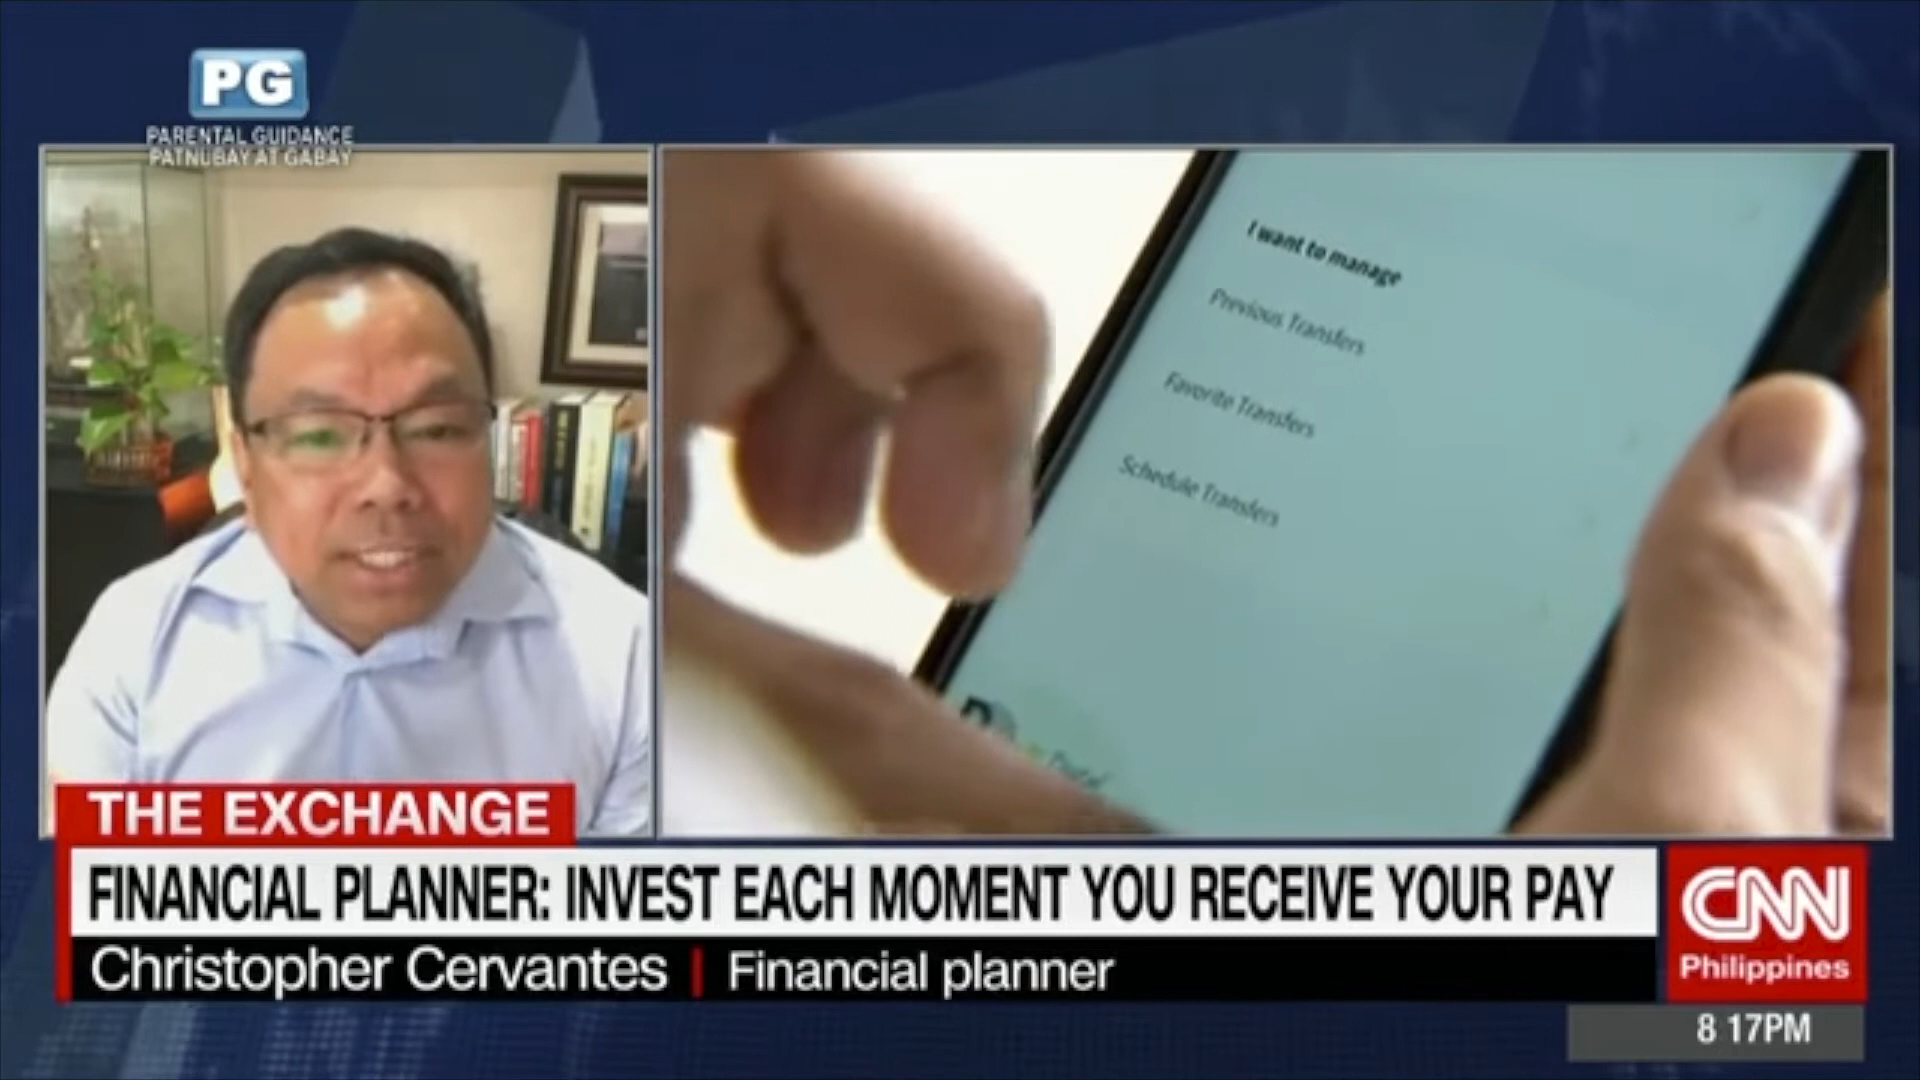 PG
PARENTAL GUIDANCE
PATNUBAY AT GABAY
I want to manage
Previous Transfers
Favorite Transfers
Schedule Transfers
THE EXCHANGE
FINANCIAL PLANNER: INVEST EACH MOMENT YOU RECEIVE YOUR PAY
Christopher Cervantes | Financial planner
CNN
Philippines
8 17PM